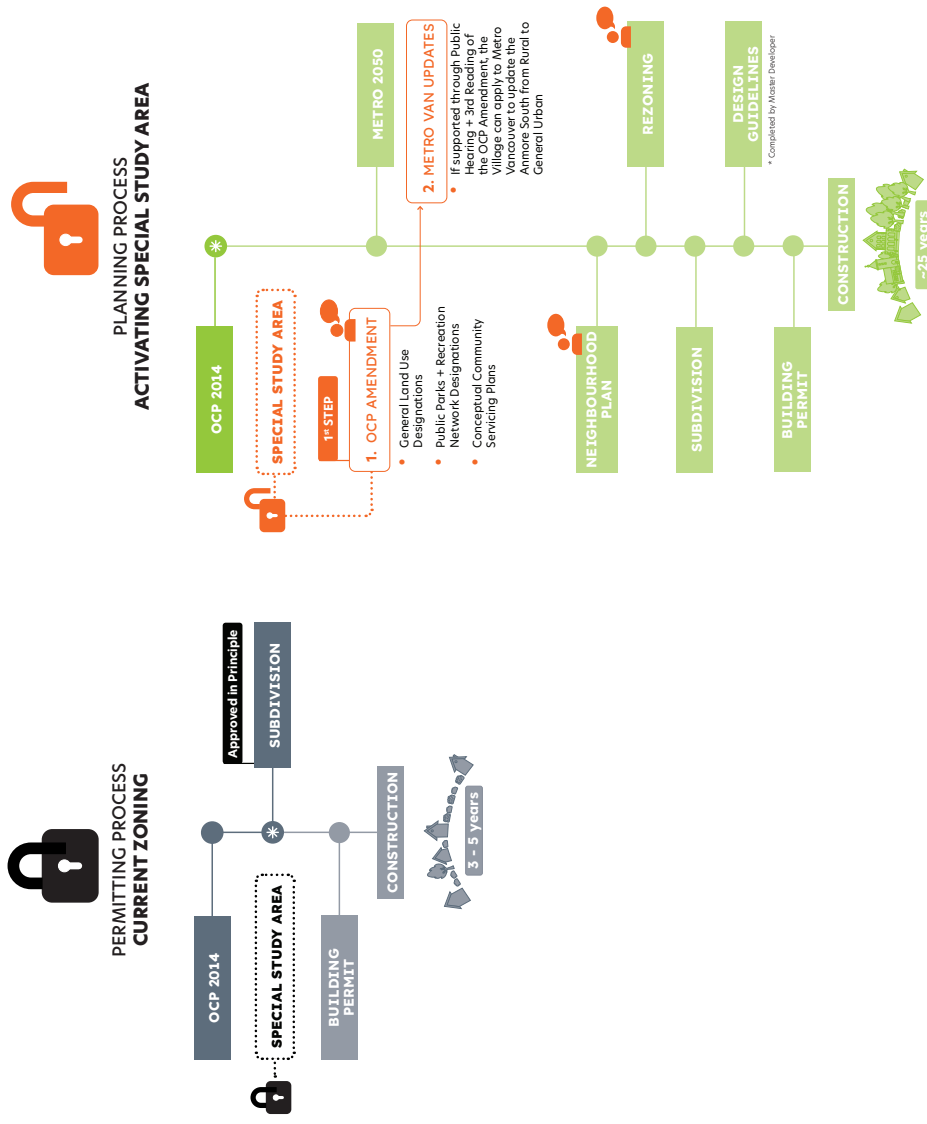 PERMITTING PROCESS
CURRENT ZONING
OCP 2014
Approved in Principle
SUBDIVISION
SPECIAL STUDY AREA
BUILDING
PERMIT
CONSTRUCTION
3 - 5 years
PLANNING PROCESS
ACTIVATING SPECIAL STUDY AREA
OCP 2014
SPECIAL STUDY AREA
1st STEP
1. OCP AMENDMENT
• General Land Use
Designations
• Public Parks + Recreation
Network Designations
• Conceptual Community
Servicing Plans
METRO 2050
2. METRO VAN UPDATES
• If supported through Public
Hearing + 3rd Reading of
the OCP Amendment, the
Village can apply to Metro
Vancouver to update the
Anmore South from Rural to
General Urban
NEIGHBOURHOOD
PLAN
REZONING
SUBDIVISION
DESIGN
GUIDELINES
* Completed by Master Developer
BUILDING
PERMIT
CONSTRUCTION
~25 years